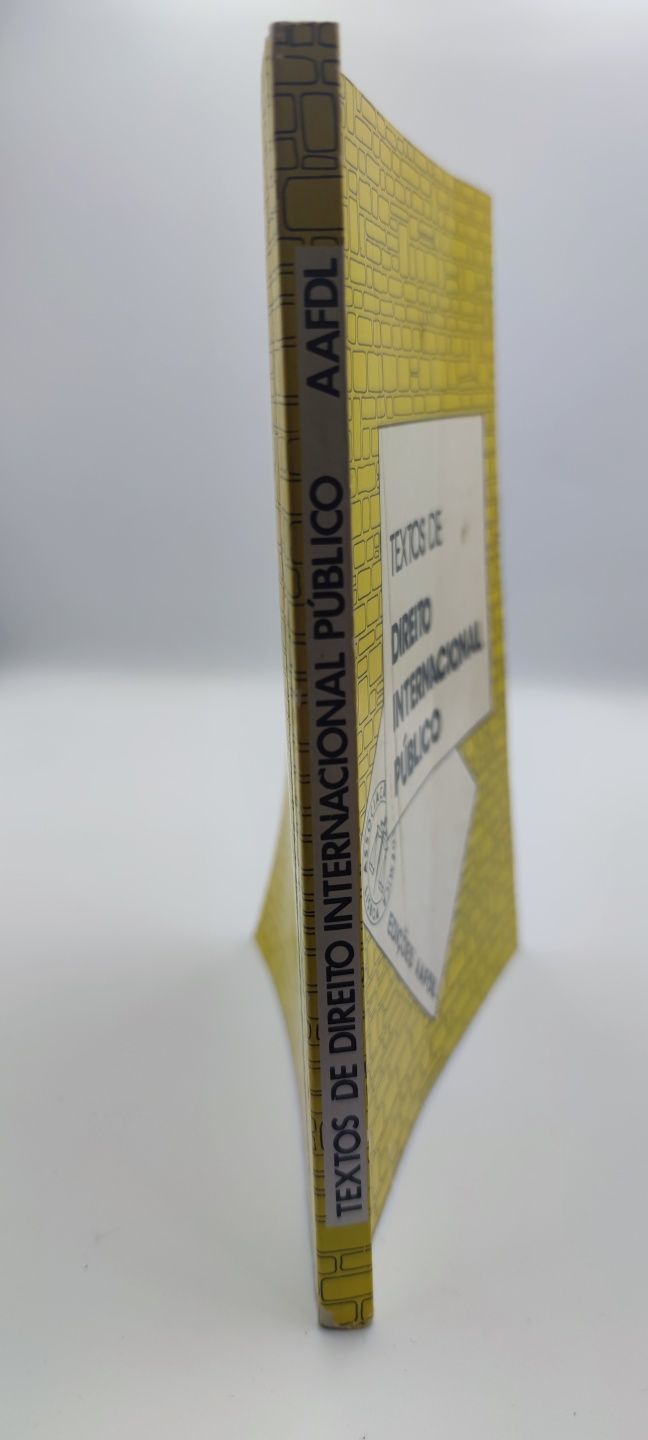 TEXTOS DE DIREITO INTERNACIONAL PÚBLICO AAFDL
TEXTOS DE
DIREITO
INTERNACIONAL
PÚBLICO
EDIÇÕES AAFDL